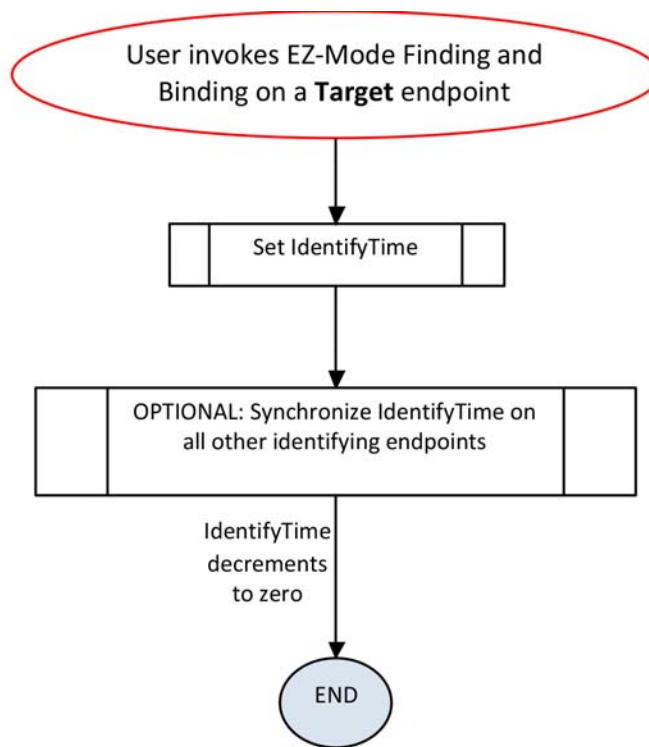 User invokes EZ-Mode Finding and
Binding on a Target endpoint
Set IdentifyTime
OPTIONAL: Synchronize IdentifyTime on
all other identifying endpoints
IdentifyTime
decrements
to zero
END